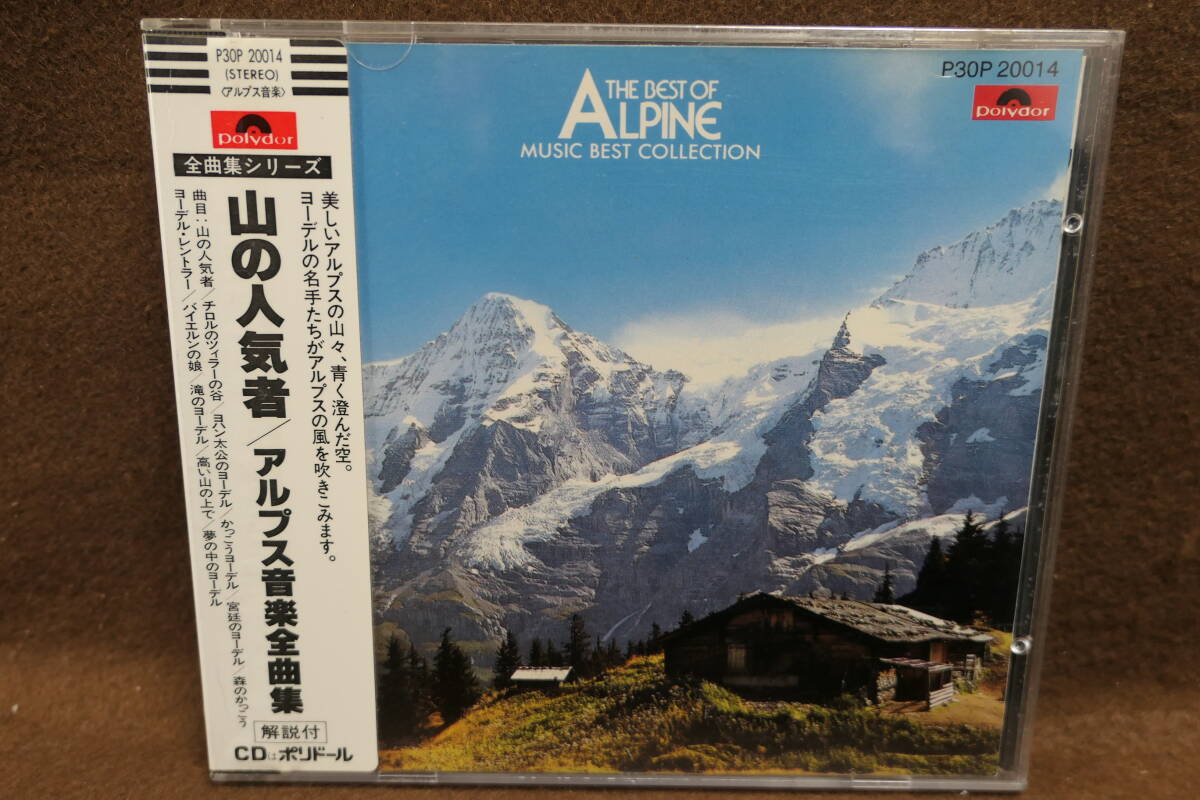 P30P 20014
(STEREO)
〈アルプス音楽〉
polydor
全曲集シリーズ
美しいアルプスの山々、青く澄んだ空。
ヨーデルの名手たちがアルプスの風を吹きこみます。
山の人気者/アルプス音楽全曲集
曲目:山の人気者/チロルのツィラーの谷/ヨハン太公のヨーデル/かっこうヨーデル/宮廷のヨーデル/森のかっこう
ヨーデル・レントラー/バイエルンの娘/滝のヨーデル/高い山の上で/夢の中のヨーデル
解説付
CDはポリドール
THE BEST OF
ALPINE
MUSIC BEST COLLECTION
P30P 20014
polydor